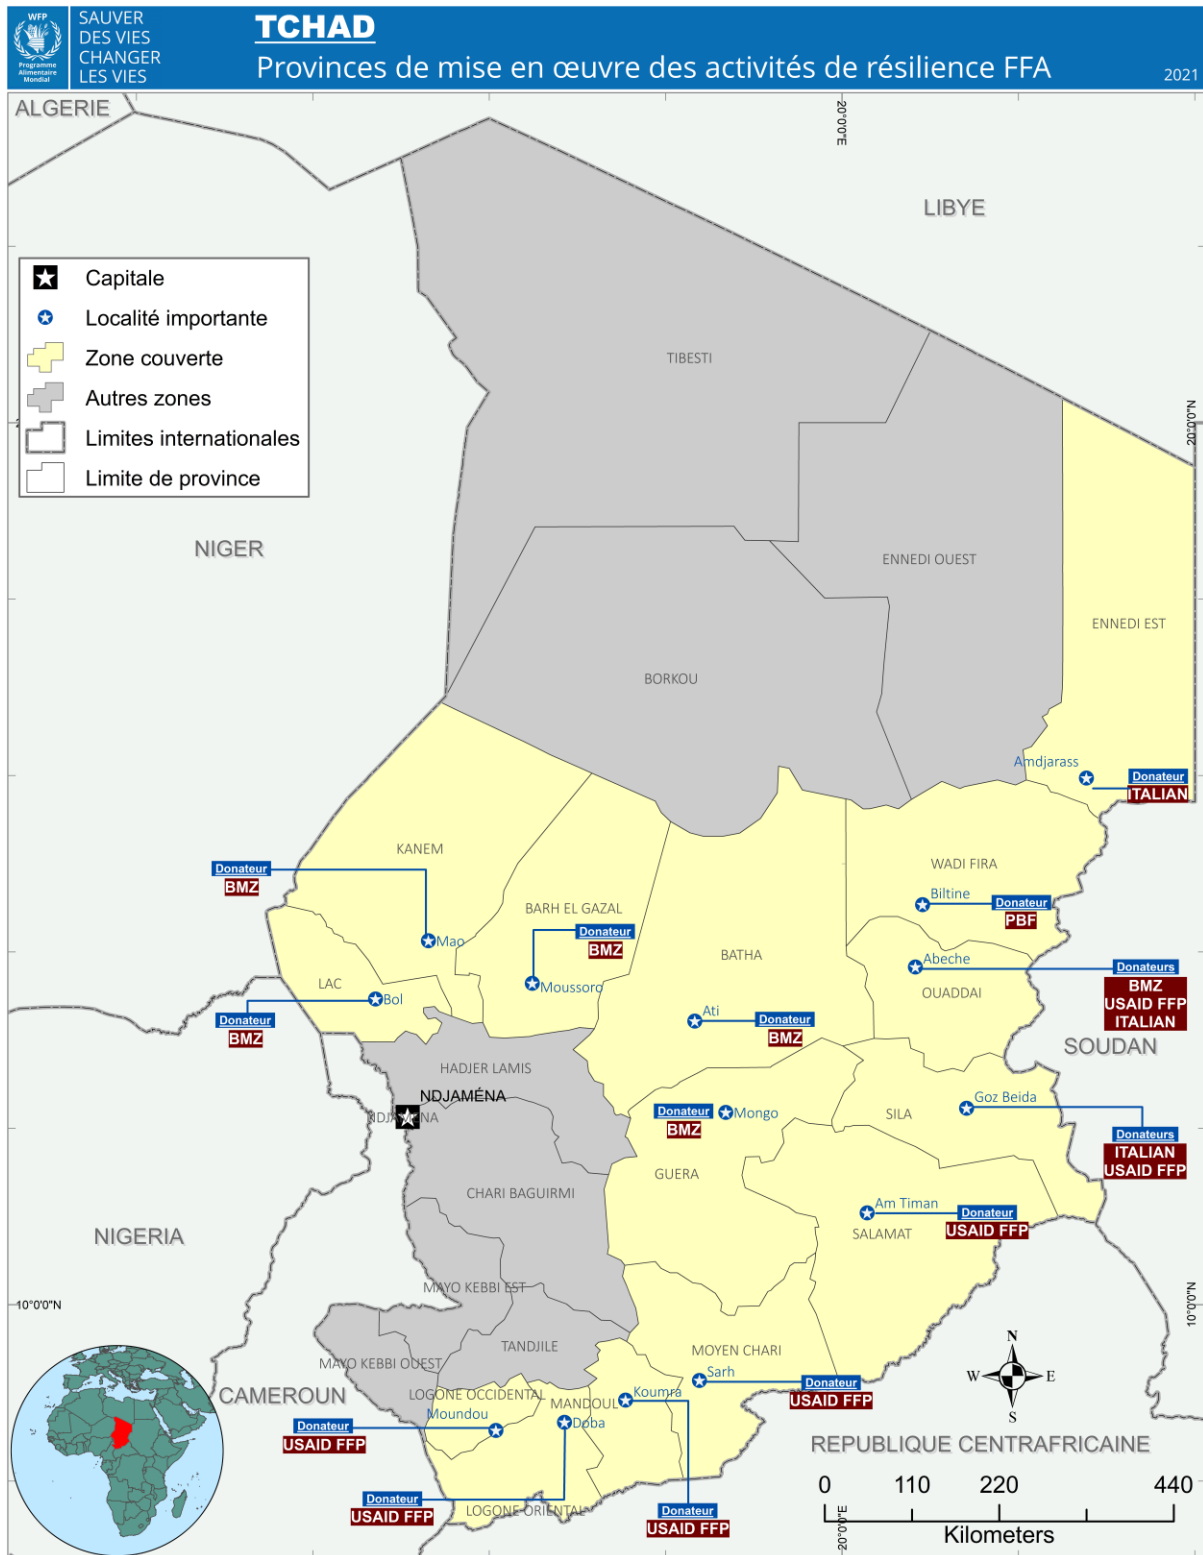 WFP
Programme
Alimentaire
Mondial
SAUVER
DES VIES
CHANGER
LES VIES
TCHAD
Provinces de mise en œuvre des activités de résilience FFA
2021
ALGERIE
20°0'0"E
LIBYE
Capitale
Localité importante
Zone couverte
Autres zones
Limites internationales
Limite de province
TIBESTI
20°0'0"N
NIGER
ENNEDI OUEST
ENNEDI EST
BORKOU
Amdjarass
Donateur
ITALIAN
KANEM
WADI FIRA
Donateur
BMZ
Biltine
Donateur
PBF
BARH EL GAZAL
Donateur
BMZ
Mao
BATHA
Abeche
Donateurs
BMZ
USAID FFP
ITALIAN
LAC
Moussoro
OUADDAI
Bol
Donateur
BMZ
Ati
Donateur
BMZ
SOUDAN
HADJER LAMIS
NDJAMÉNA
NDJAMENA
Donateur
BMZ
Mongo
SILA
Goz Beida
Donateurs
ITALIAN
USAID FFP
GUERA
CHARI BAGUIRMI
Am Timan
Donateur
USAID FFP
SALAMAT
NIGERIA
MAYO KEBBI EST
10°0'0"N
10°0'0"N
TANDJILE
MOYEN CHARI
MAYO KEBBI OUEST
N
W
E
S
Sarh
Donateur
USAID FFP
CAMEROUN
LOGONE OCCIDENTAL
MANDOUL
Koumra
Moundou
Doba
Donateur
USAID FFP
REPUBLIQUE CENTRAFRICAINE
Donateur
USAID FFP
LOGONE ORIENTAL
Donateur
USAID FFP
0 110 220 440
Kilometers
20°0'0"E